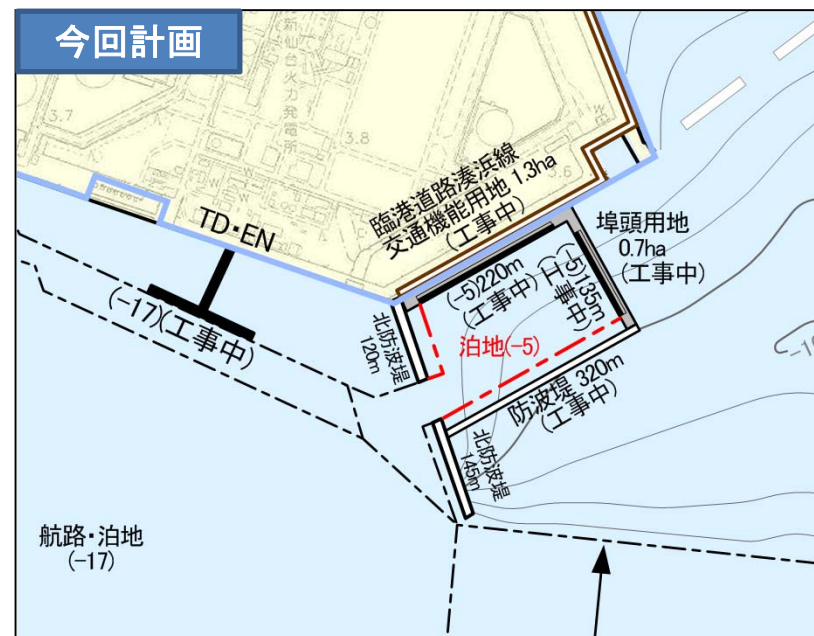 今回計画
新仙台火力発電所
3.7
3.8
3.6
臨港道路湊浜線
交通機能用地 1.3ha
(工事中)
TD・EN
(-17)(工事中)
埠頭用地
0.7ha
(工事中)
(-5)220m
(工事中)
(-5)135m
(工事中)
北防波堤
120m
泊地(-5)
防波堤 320m
(工事中)
北防波堤
145m
航路・泊地
(-17)